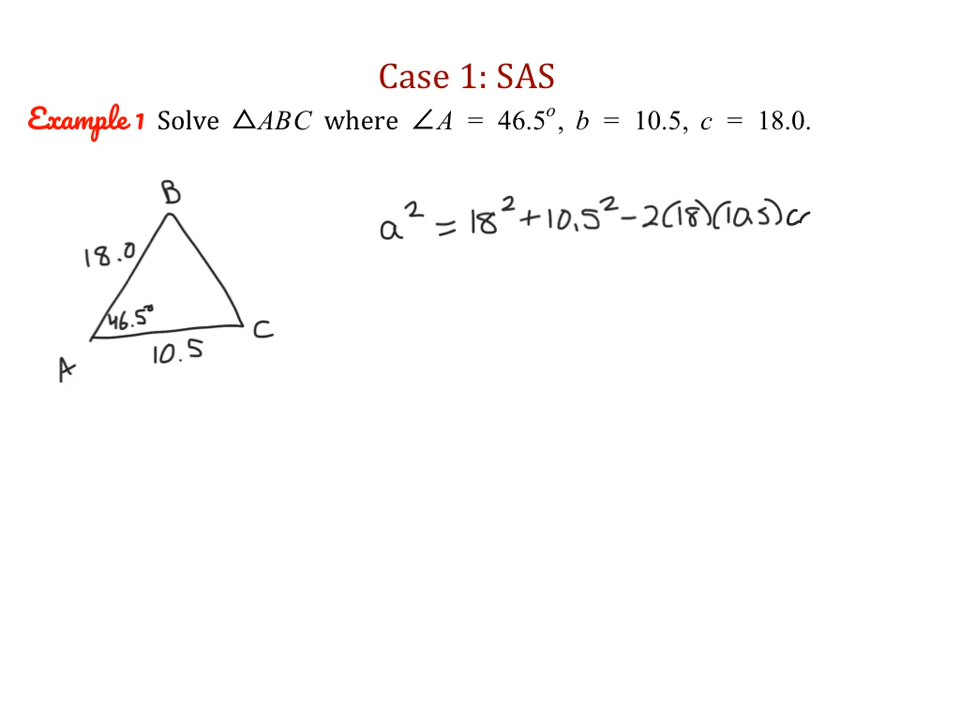 Case 1: SAS
Example 1 Solve △ABC where ∠A = 46.5°, b = 10.5, c = 18.0.
B
a² = 18² + 10.5² - 2(18)(10.5)co
18.0
46.5°
C
10.5
A